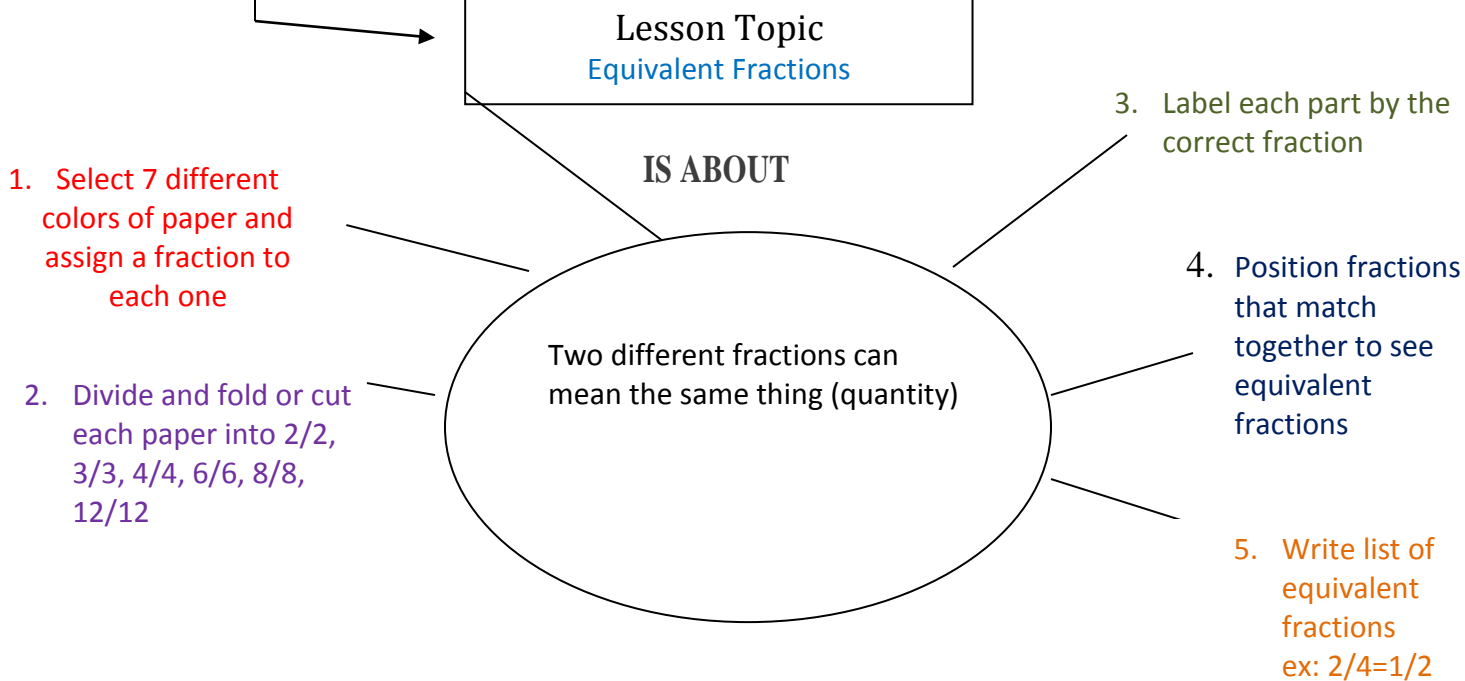 Lesson Topic
Equivalent Fractions
IS ABOUT
1. Select 7 different
colors of paper and
assign a fraction to
each one
2. Divide and fold or cut
each paper into 2/2,
3/3, 4/4, 6/6, 8/8,
12/12
Two different fractions can
mean the same thing (quantity)
3. Label each part by the
correct fraction
4. Position fractions
that match
together to see
equivalent
fractions
5. Write list of
equivalent
fractions
ex: 2/4=1/2